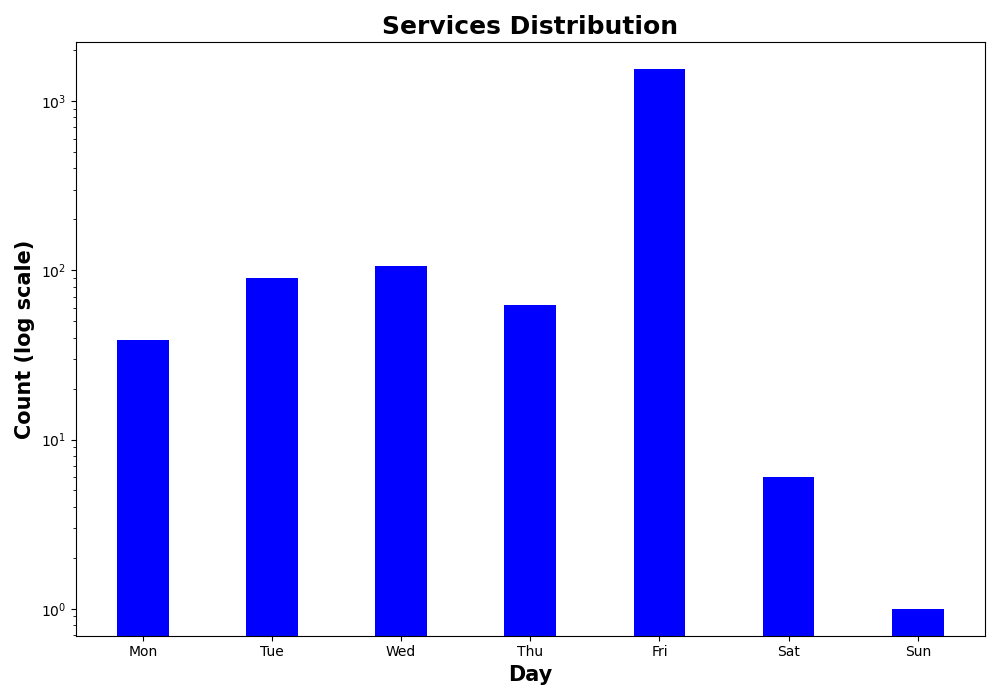 Services Distribution
Count (log scale)
10³
10²
10¹
10⁰
Mon Tue Wed Thu Fri Sat Sun
Day